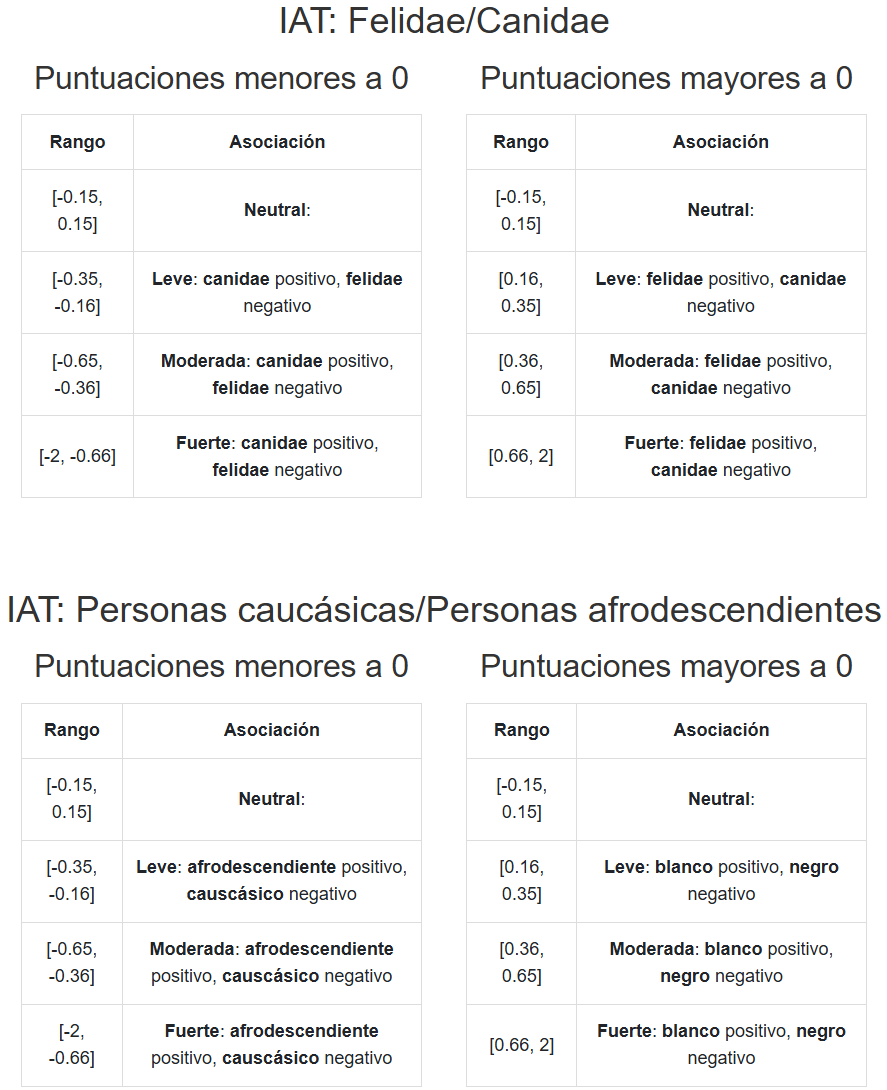 IAT: Felidae/Canidae
Puntuaciones menores a 0
Rango Asociación
[-0.15,
0.15]
Neutral:
[-0.35,
-0.16]
Leve: canidae positivo, felidae
negativo
[-0.65,
-0.36]
Moderada: canidae positivo,
felidae negativo
[-2, -0.66]
Fuerte: canidae positivo,
felidae negativo
Puntuaciones mayores a 0
Rango Asociación
[-0.15,
0.15]
Neutral:
[0.16,
0.35]
Leve: felidae positivo, canidae
negativo
[0.36,
0.65]
Moderada: felidae positivo,
canidae negativo
[0.66, 2]
Fuerte: felidae positivo,
canidae negativo
IAT: Personas caucásicas/Personas afrodescendientes
Puntuaciones menores a 0
Rango Asociación
[-0.15,
0.15]
Neutral:
[-0.35,
-0.16]
Leve: afrodescendiente positivo,
causcásico negativo
[-0.65,
-0.36]
Moderada: afrodescendiente
positivo, causcásico negativo
[-2,
-0.66]
Fuerte: afrodescendiente
positivo, causcásico negativo
Puntuaciones mayores a 0
Rango Asociación
[-0.15,
0.15]
Neutral:
[0.16,
0.35]
Leve: blanco positivo, negro
negativo
[0.36,
0.65]
Moderada: blanco positivo,
negro negativo
[0.66, 2]
Fuerte: blanco positivo, negro
negativo